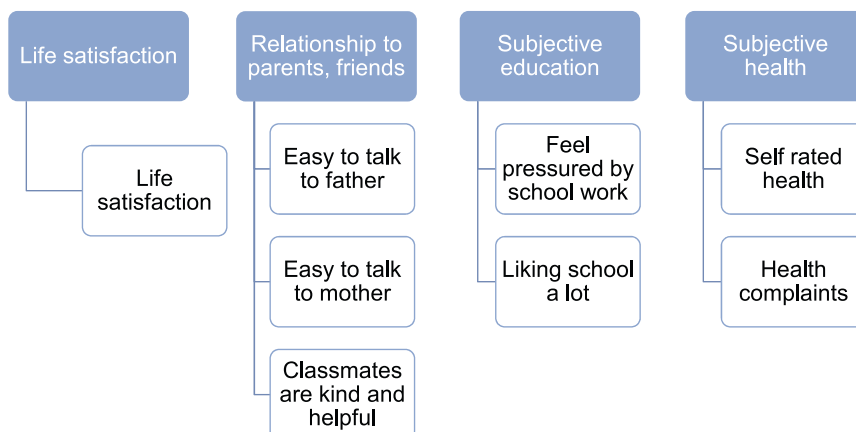 Life satisfaction
Life
satisfaction
Relationship to
parents, friends
Easy to talk
to father
Easy to talk
to mother
Classmates
are kind and
helpful
Subjective
education
Feel
pressured by
school work
Liking school
a lot
Subjective
health
Self rated
health
Health
complaints